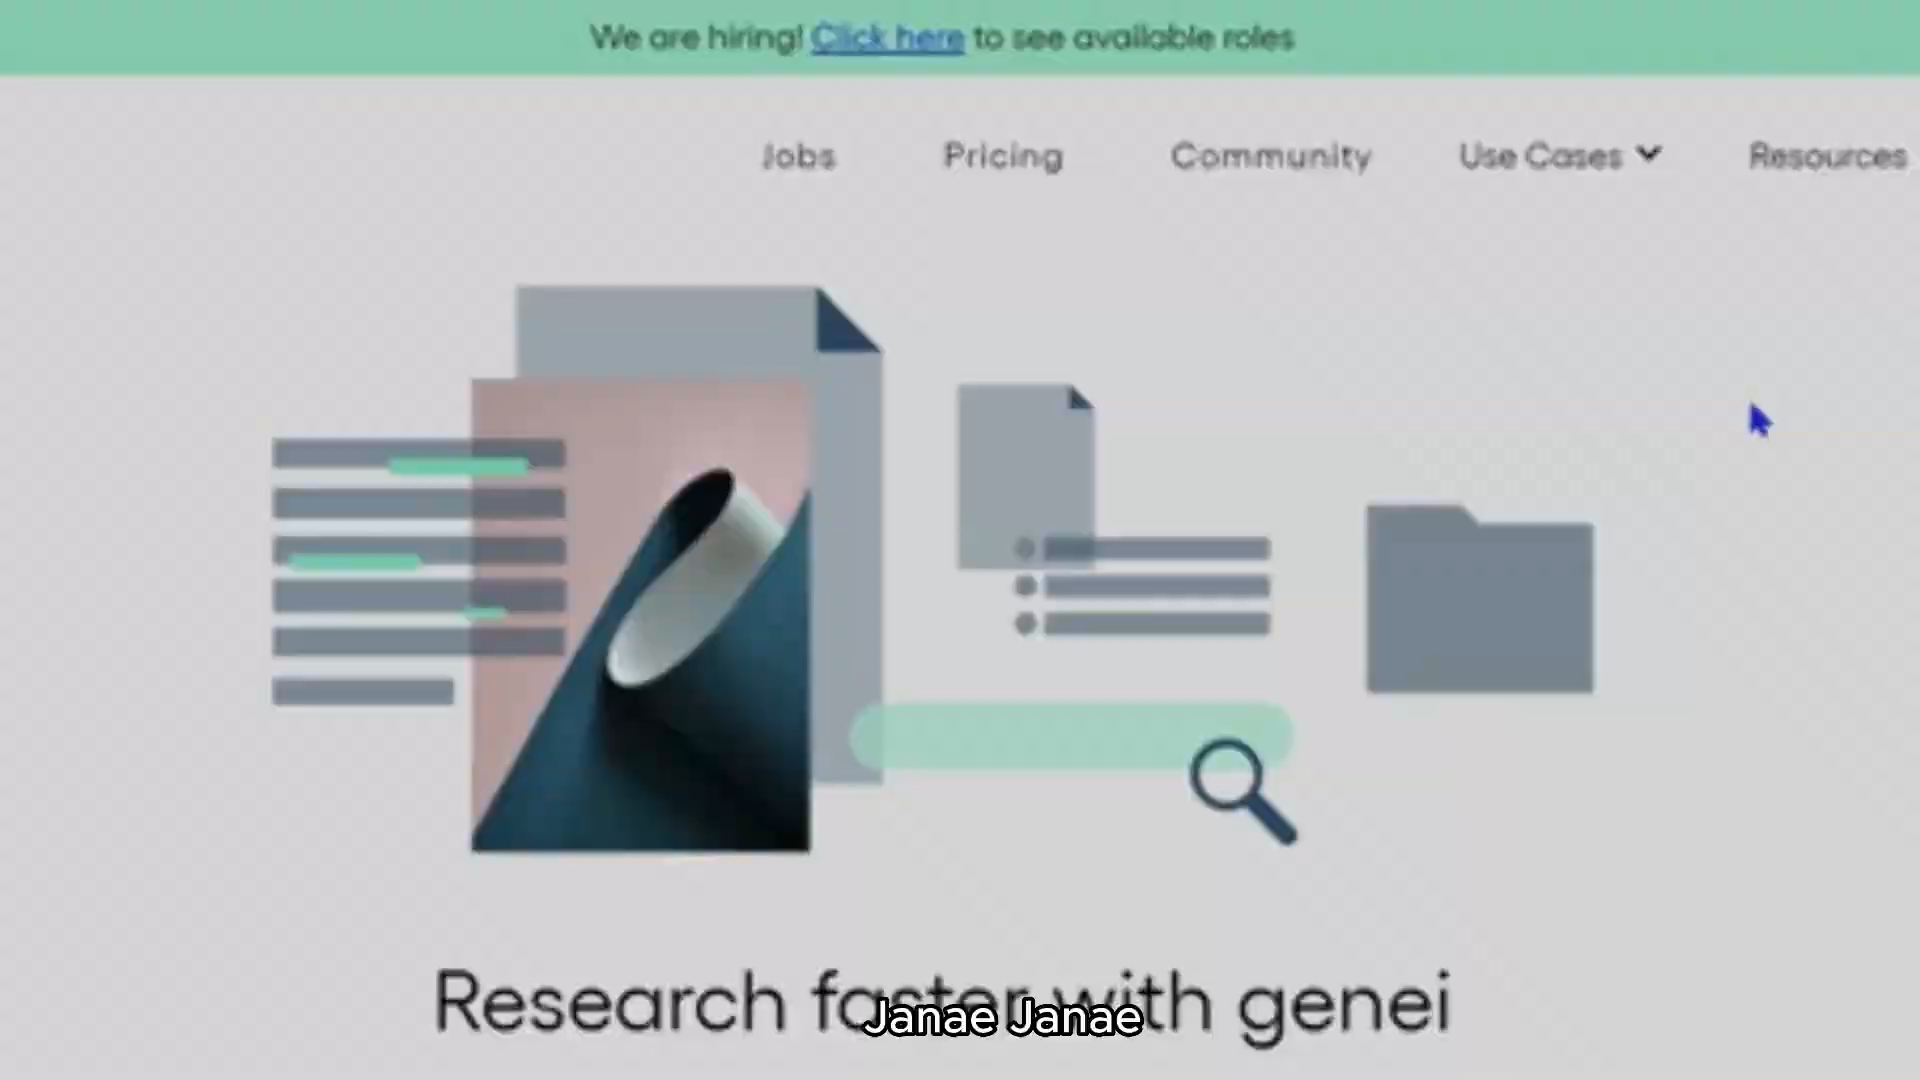 We are hiring! Click here to see available roles
Jobs Pricing Community Use Cases Resources
Research faster with genei
Janae Janae